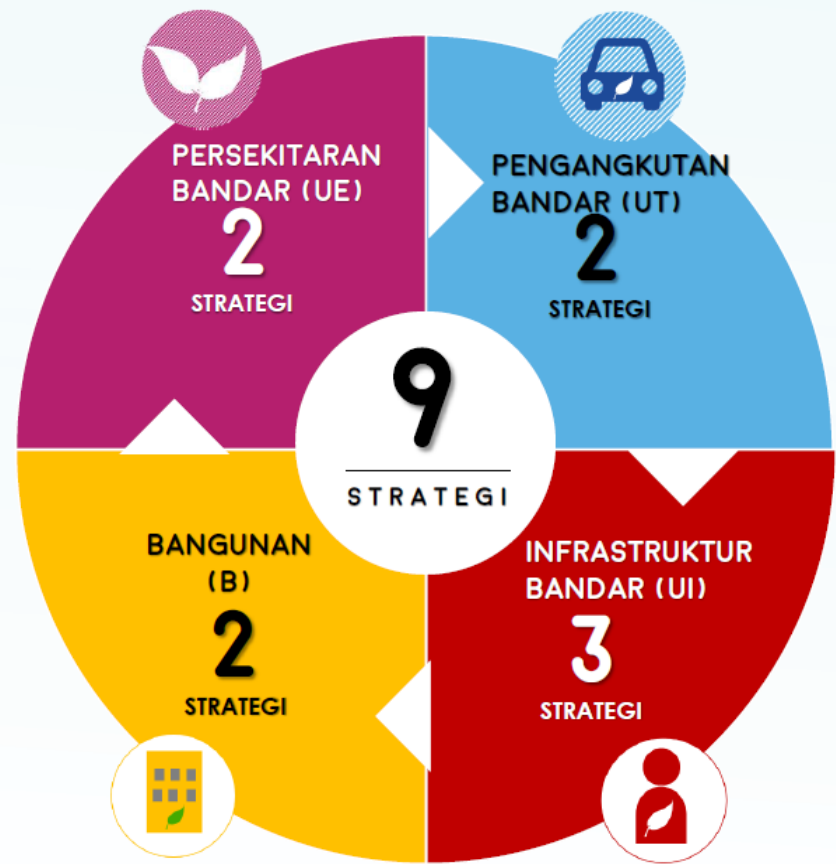 PERSEKITARAN
BANDAR (UE)
2
STRATEGI
PENGANGKUTAN
BANDAR (UT)
2
STRATEGI
9
STRATEGI
BANGUNAN
(B)
2
STRATEGI
INFRASTRUKTUR
BANDAR (UI)
3
STRATEGI